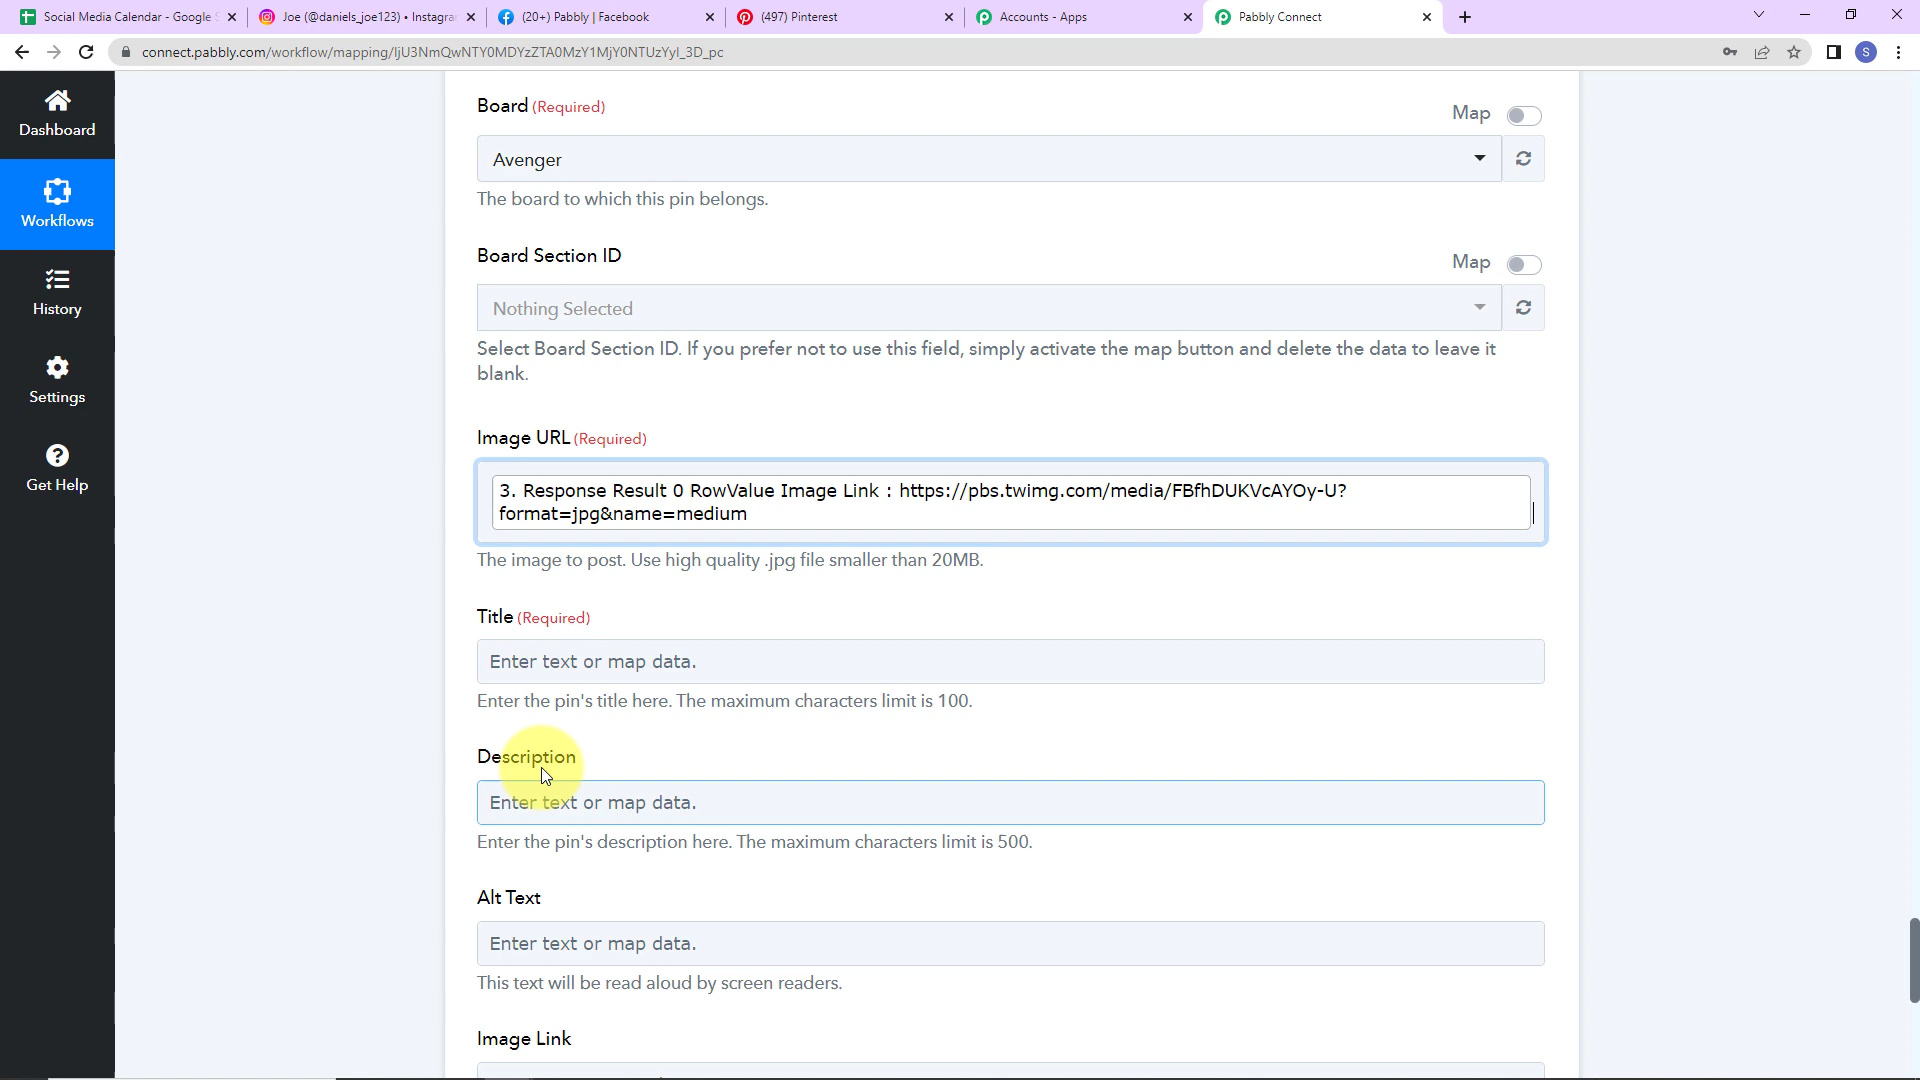 Social Media Calendar - Google S
Joe (@daniels_joe123) • Instagra
(20+) Pabbly | Facebook
(497) Pinterest
Accounts - Apps
Pabbly Connect
S
Dashboard
Workflows
History
Settings
Get Help
Board (Required)
Map
Avenger
The board to which this pin belongs.
Board Section ID
Map
Nothing Selected
Select Board Section ID. If you prefer not to use this field, simply activate the map button and delete the data to leave it
blank.
Image URL (Required)
3. Response Result 0 RowValue Image Link : https://pbs.twimg.com/media/FBfhDUKVcAYOy-U?
format=jpg&name=medium
The image to post. Use high quality .jpg file smaller than 20MB.
Title (Required)
Enter text or map data.
Enter the pin's title here. The maximum characters limit is 100.
Description
Enter text or map data.
Enter the pin's description here. The maximum characters limit is 500.
Alt Text
Enter text or map data.
This text will be read aloud by screen readers.
Image Link